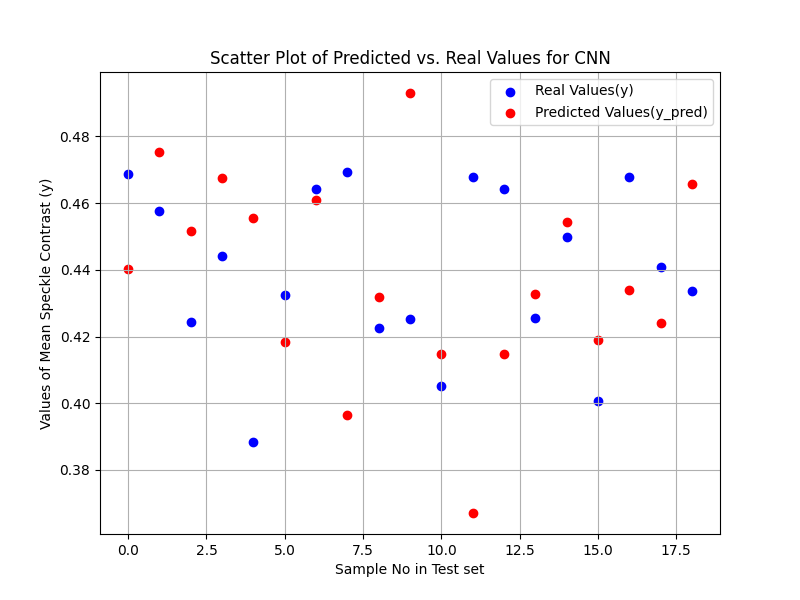 Scatter Plot of Predicted vs. Real Values for CNN
Real Values(y)
Predicted Values(y_pred)
Values of Mean Speckle Contrast (y)
0.48
0.46
0.44
0.42
0.40
0.38
0.0 2.5 5.0 7.5 10.0 12.5 15.0 17.5
Sample No in Test set